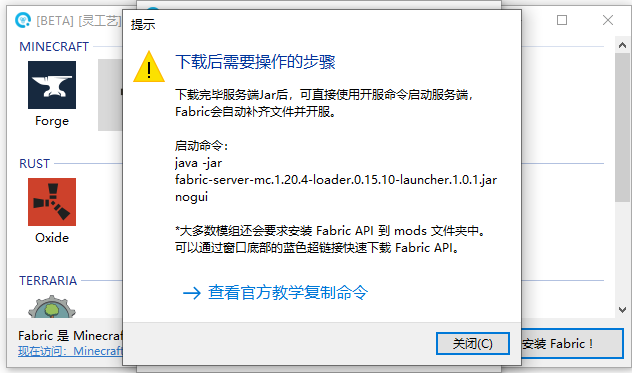 [BETA] [灵工艺]
提示
MINECRAFT
Forge
RUST
Oxide
TERRARIA
下载后需要操作的步骤
下载完毕服务端Jar后，可直接使用开服命令启动服务端，
Fabric会自动补齐文件并开服。
启动命令：
java -jar
fabric-server-mc.1.20.4-loader.0.15.10-launcher.1.0.1.jar
nogui
*大多数模组还会要求安装 Fabric API 到 mods 文件夹中。
可以通过窗口底部的蓝色超链接快速下载 Fabric API。
查看官方教学复制命令
关闭(C)
Fabric 是 Minecraf
现在访问：Minecraft
安装 Fabric！